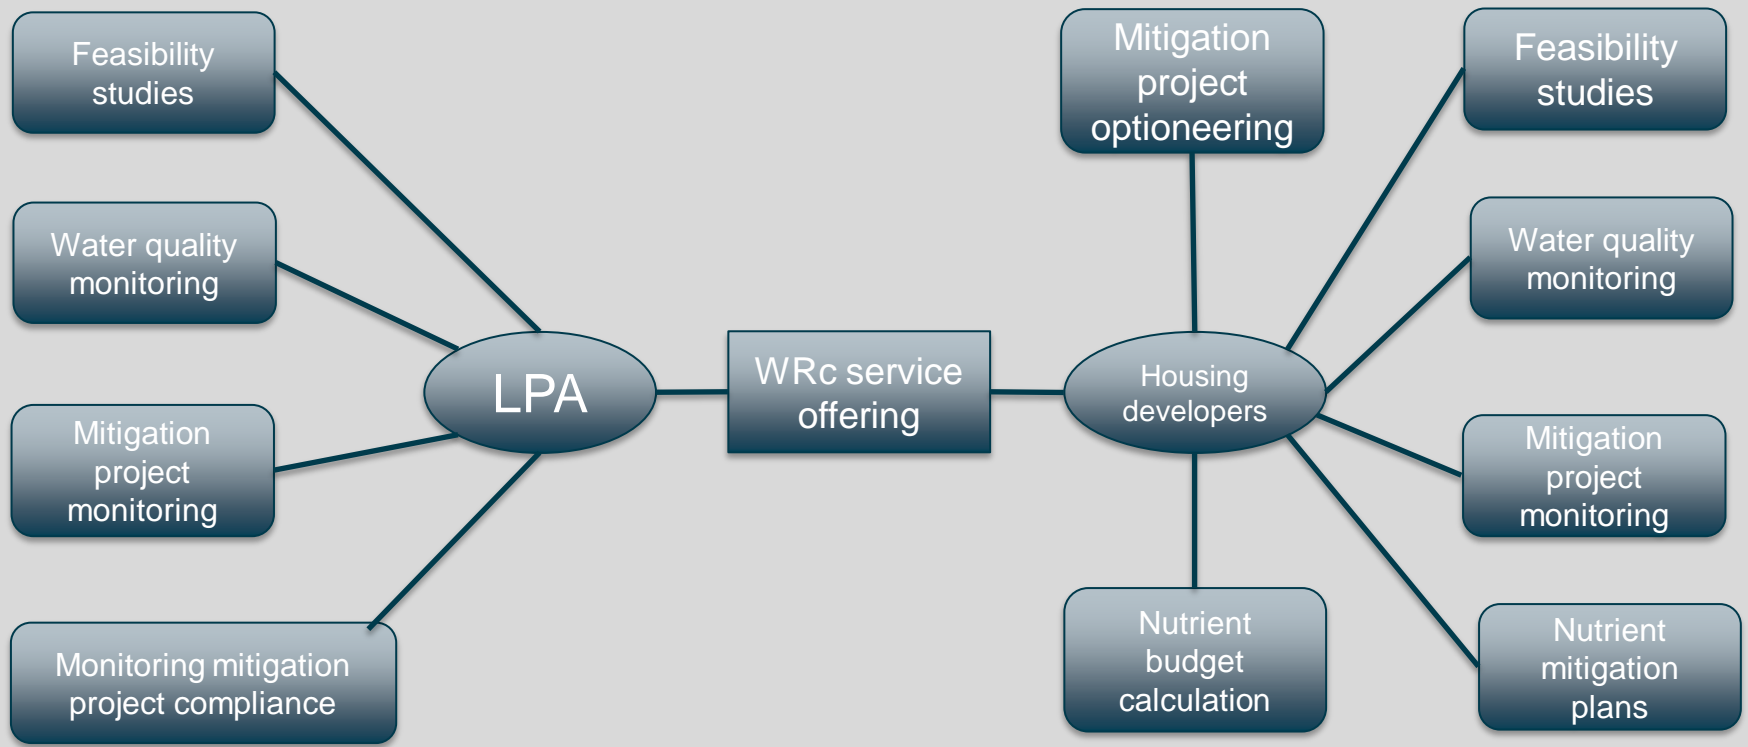 Feasibility
studies
Water quality
monitoring
Mitigation
project
monitoring
Monitoring mitigation
project compliance
LPA
WRc service
offering
Housing
developers
Mitigation
project
optioneering
Nutrient
budget
calculation
Feasibility
studies
Water quality
monitoring
Mitigation
project
monitoring
Nutrient
mitigation
plans